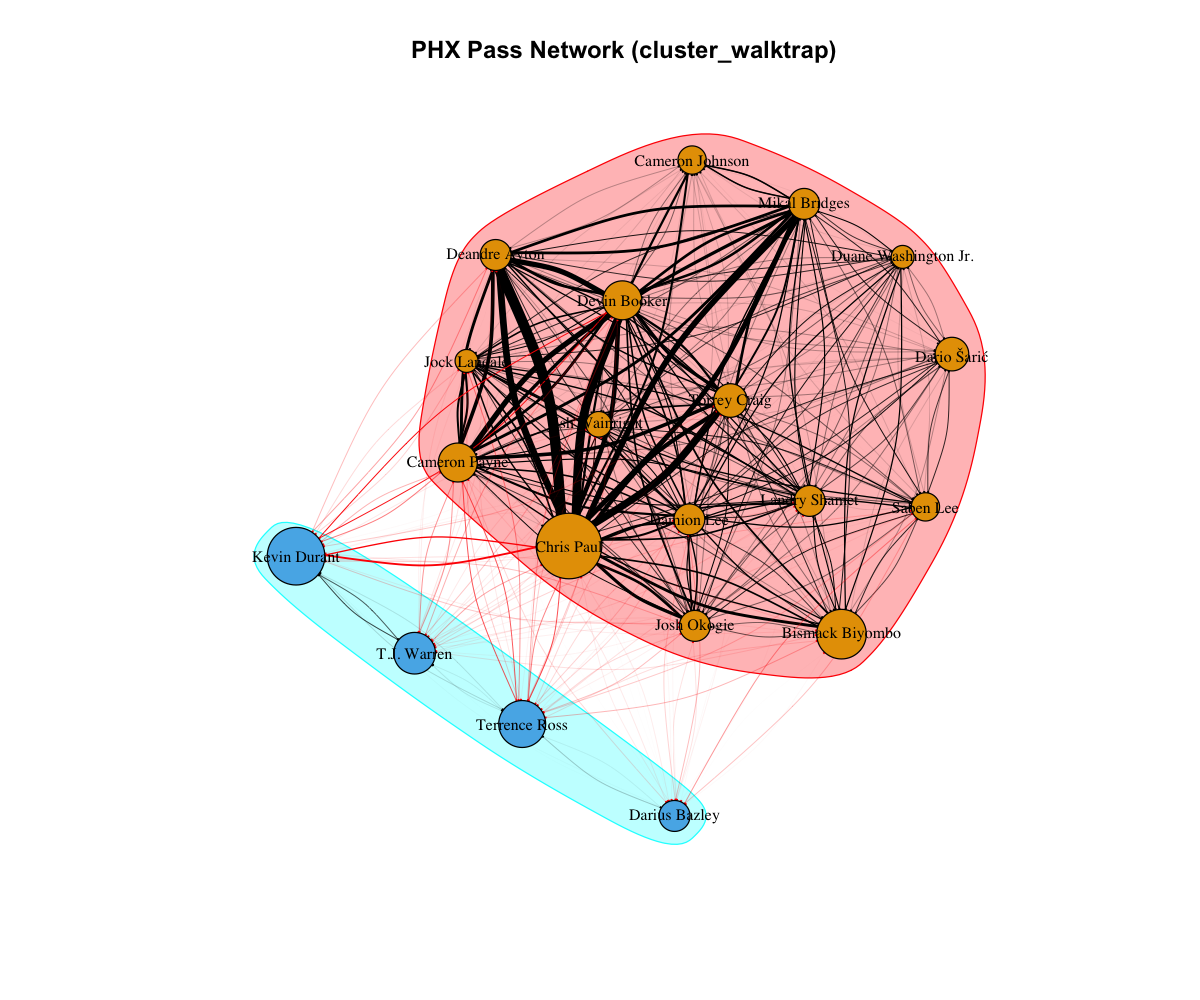 PHX Pass Network (cluster_walktrap)
Cameron Johnson
Mikal Bridges
Deandre Ayton
Duane Washington Jr.
Devin Booker
Jock Landale
Dario Šarić
Torrey Craig
Ish Wainright
Cameron Payne
Landry Shamet
Saben Lee
Damion Lee
Chris Paul
Kevin Durant
Josh Okogie
Bismack Biyombo
T.J. Warren
Terrence Ross
Darius Bazley